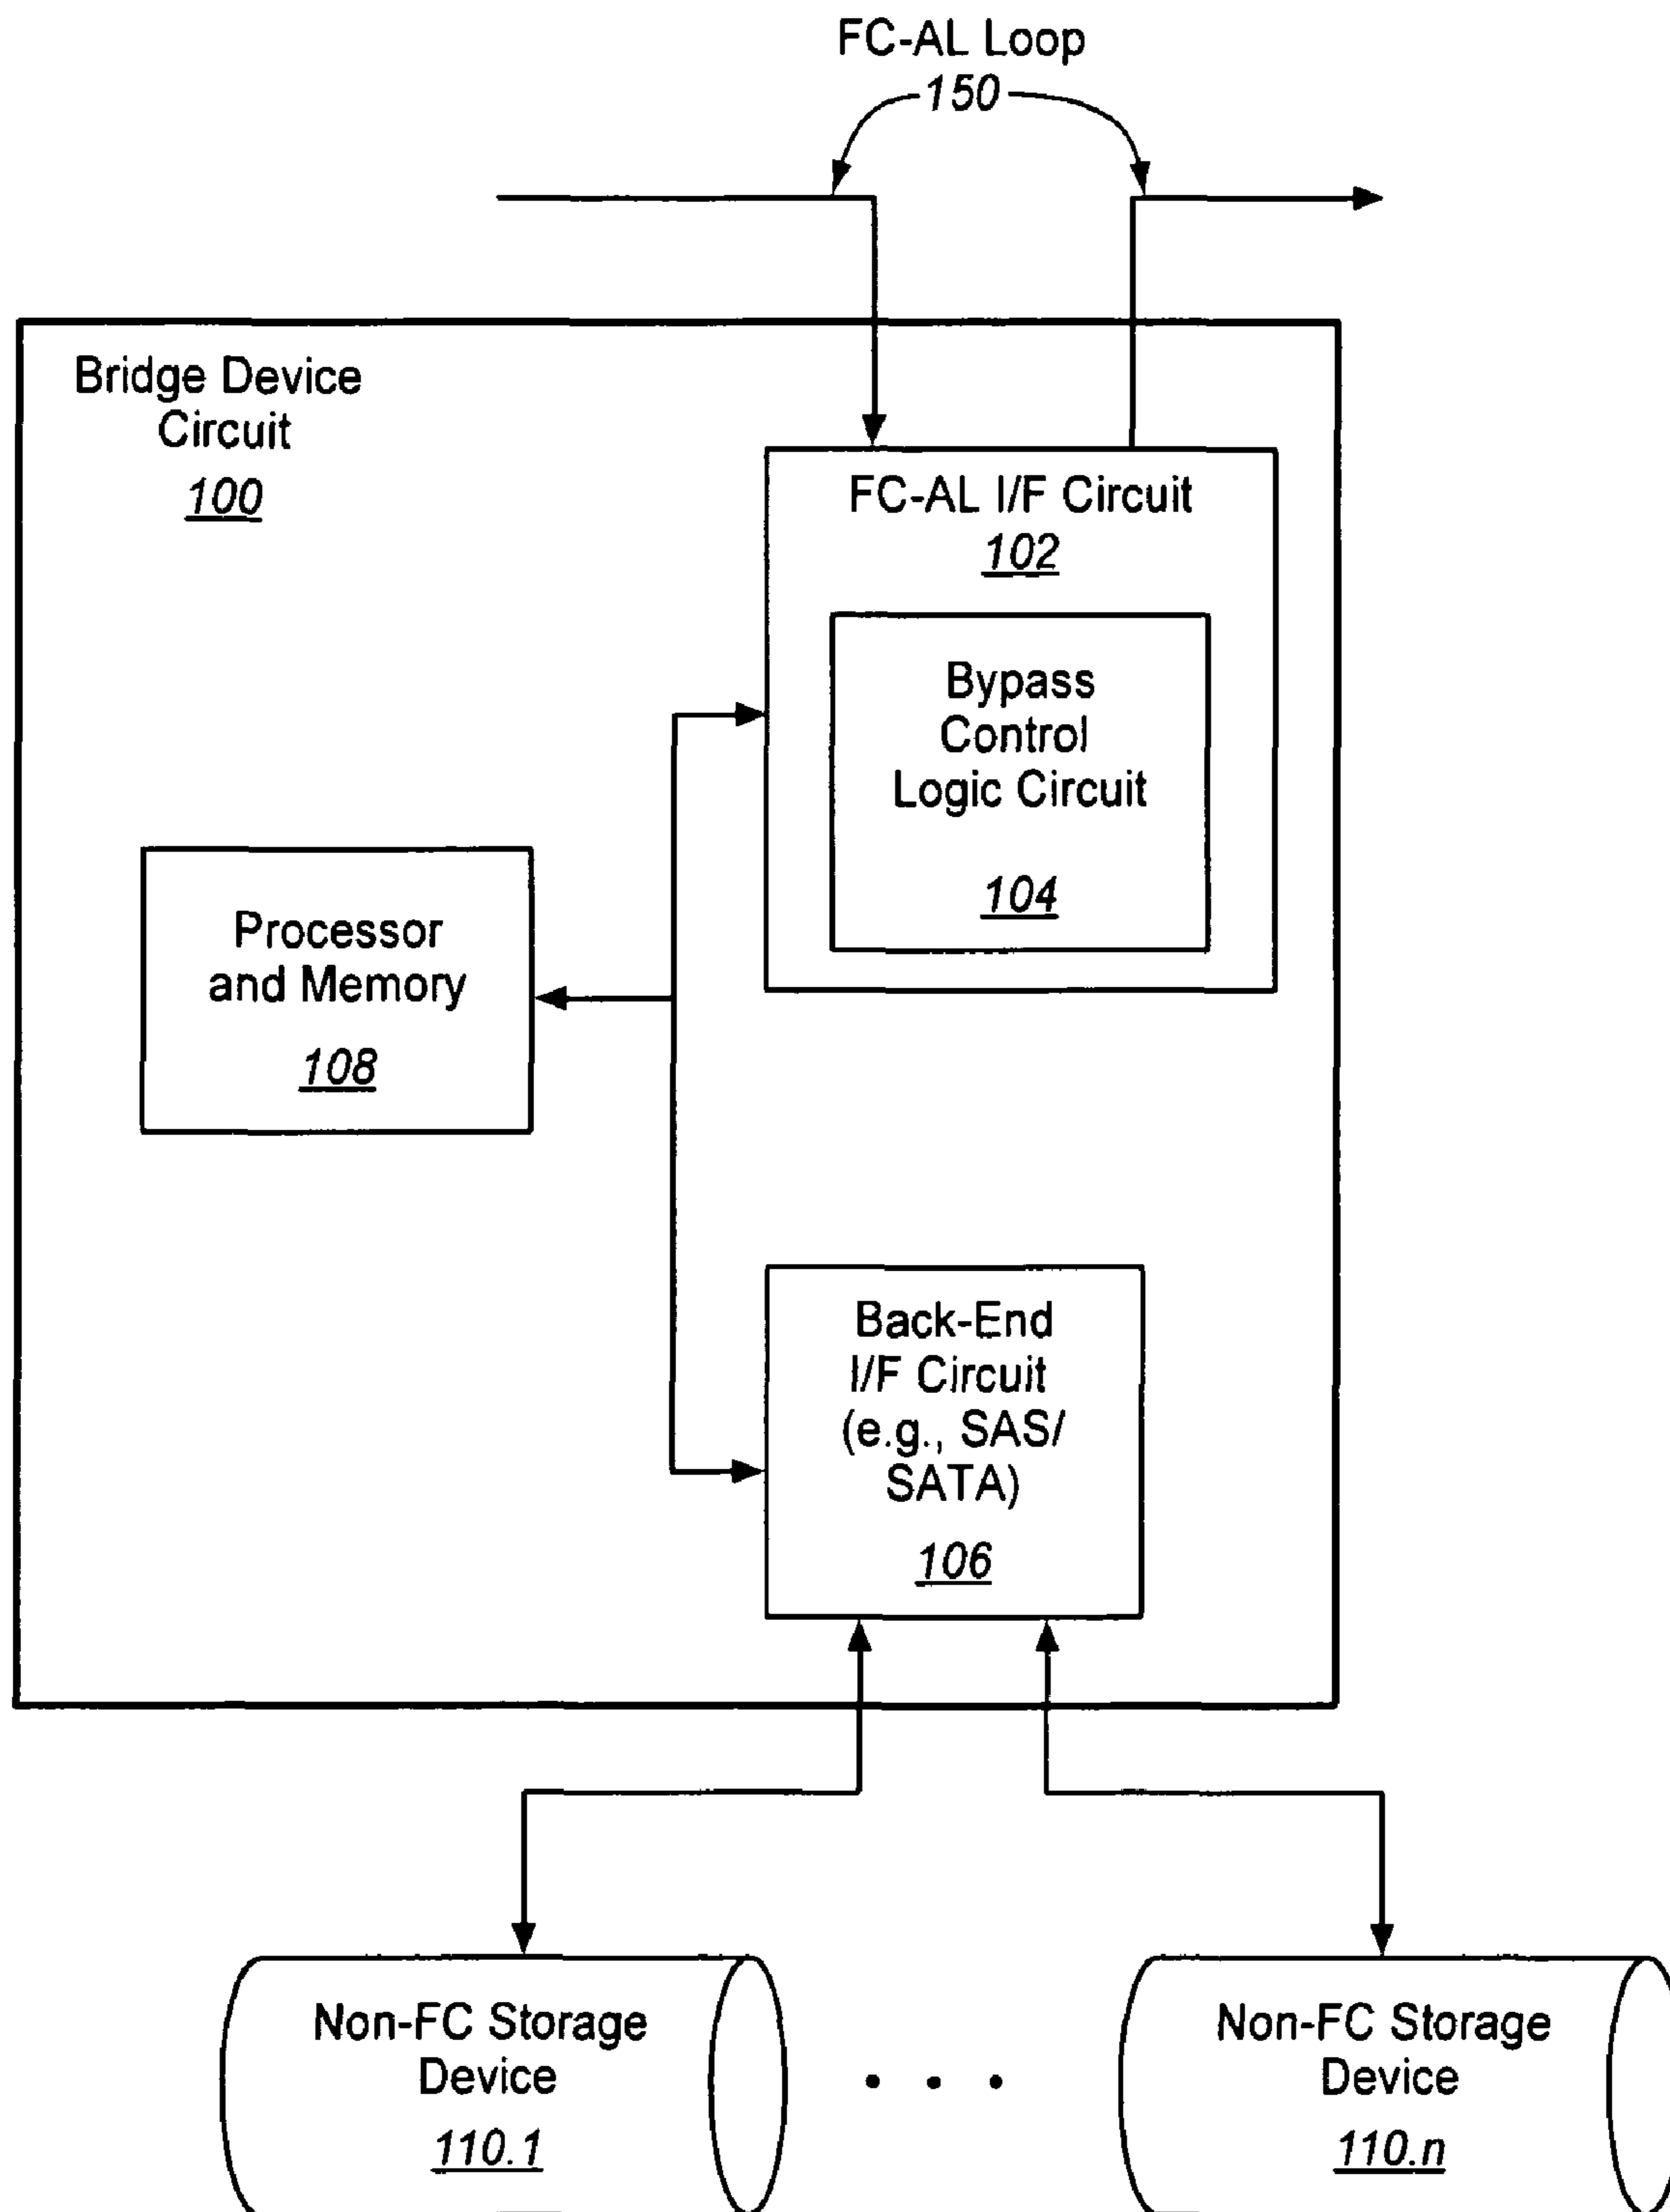 FC-AL Loop
150
Bridge Device
Circuit
100
FC-AL I/F Circuit
102
Bypass
Control
Logic Circuit
104
Processor
and Memory
108
Back-End
I/F Circuit
(e.g., SAS/
SATA)
106
Non-FC Storage
Device
110.1
Non-FC Storage
Device
110.n